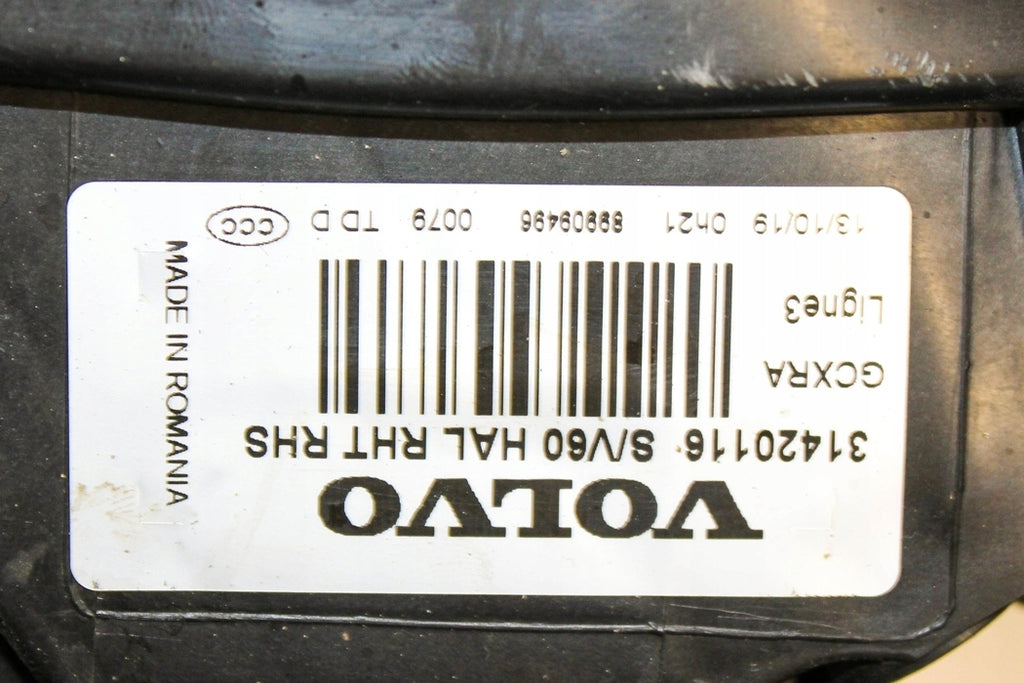 VOLVO
31420116 S/V60 HAL RHT RHS
GCXRA
Ligne3
13/10/19 0h21 89909496 0079 TD D CCC
MADE IN ROMANIA